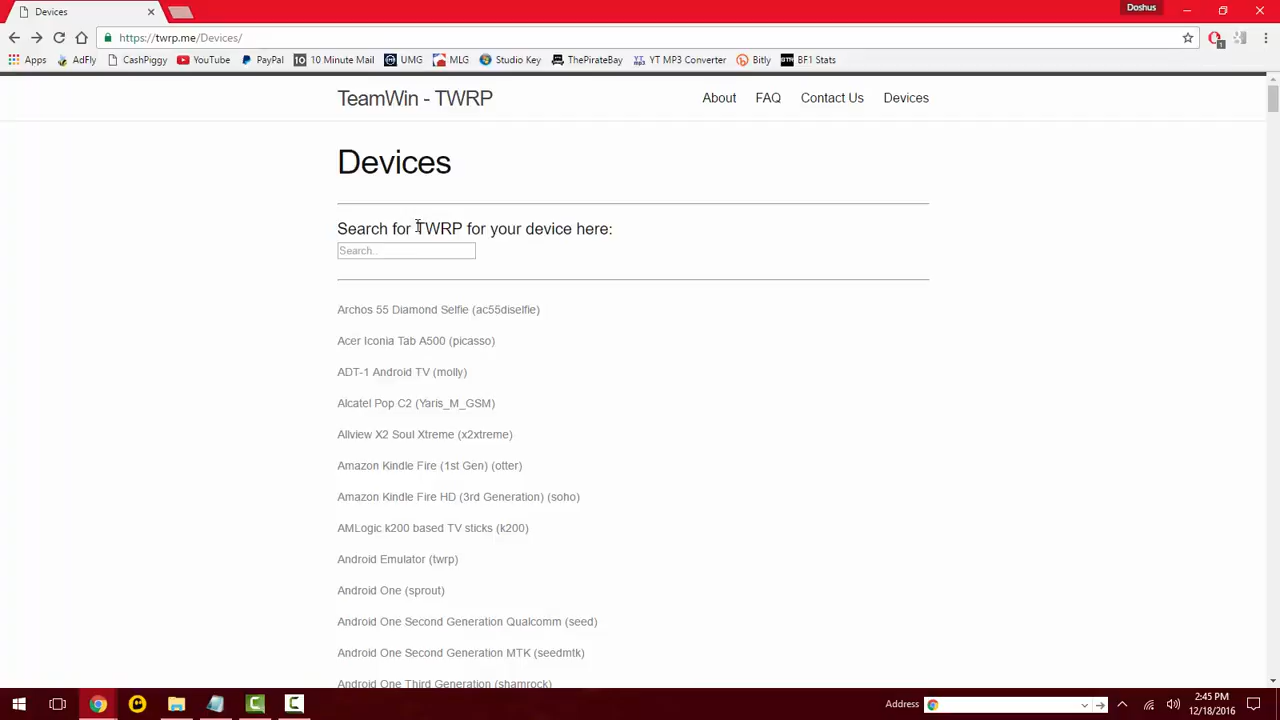 Devices
Doshus
https://twrp.me/Devices/
1
Apps AdFly CashPiggy YouTube PayPal 10 10 Minute Mail UMG MLG Studio Key ThePirateBay YT MP3 Converter Bitly BTN BF1 Stats
TeamWin - TWRP About FAQ Contact Us Devices
Devices
Search for TWRP for your device here:
Search..
Archos 55 Diamond Selfie (ac55diselfie)
Acer Iconia Tab A500 (picasso)
ADT-1 Android TV (molly)
Alcatel Pop C2 (Yaris_M_GSM)
Allview X2 Soul Xtreme (x2xtreme)
Amazon Kindle Fire (1st Gen) (otter)
Amazon Kindle Fire HD (3rd Generation) (soho)
AMLogic k200 based TV sticks (k200)
Android Emulator (twrp)
Android One (sprout)
Android One Second Generation Qualcomm (seed)
Android One Second Generation MTK (seedmtk)
Android One Third Generation (shamrock)
Address
2:45 PM
12/18/2016